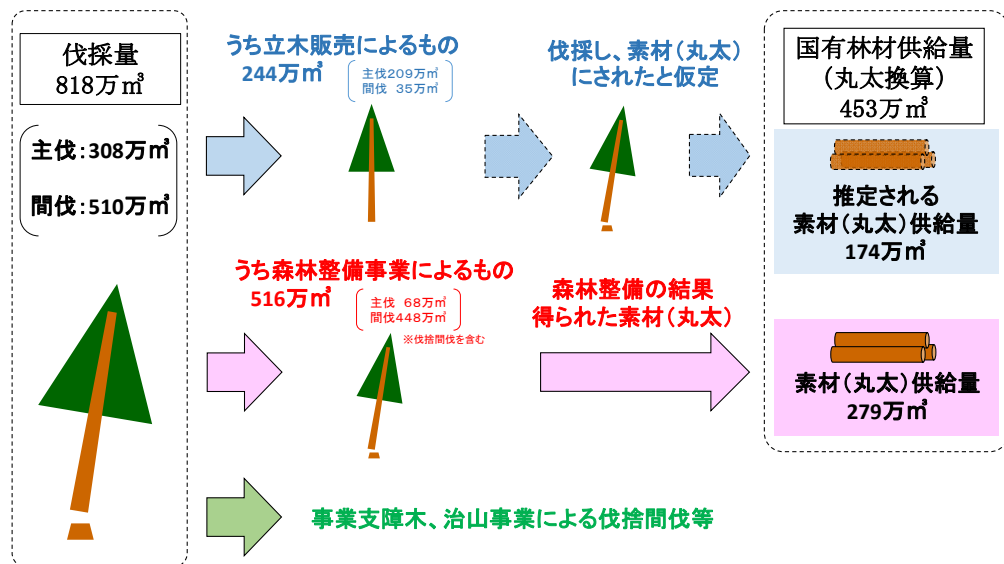 伐採量
818万㎥
主伐：308万㎥
間伐：510万㎥
うち立木販売によるもの
244万㎥
主伐209万㎥
間伐 35万㎥
伐採し、素材（丸太）
にされたと仮定
国有林材供給量
（丸太換算）
453万㎥
推定される
素材（丸太）供給量
174万㎥
うち森林整備事業によるもの
516万㎥
主伐 68万㎥
間伐448万㎥
※伐捨間伐を含む
森林整備の結果
得られた素材（丸太）
素材（丸太）供給量
279万㎥
事業支障木、治山事業による伐捨間伐等